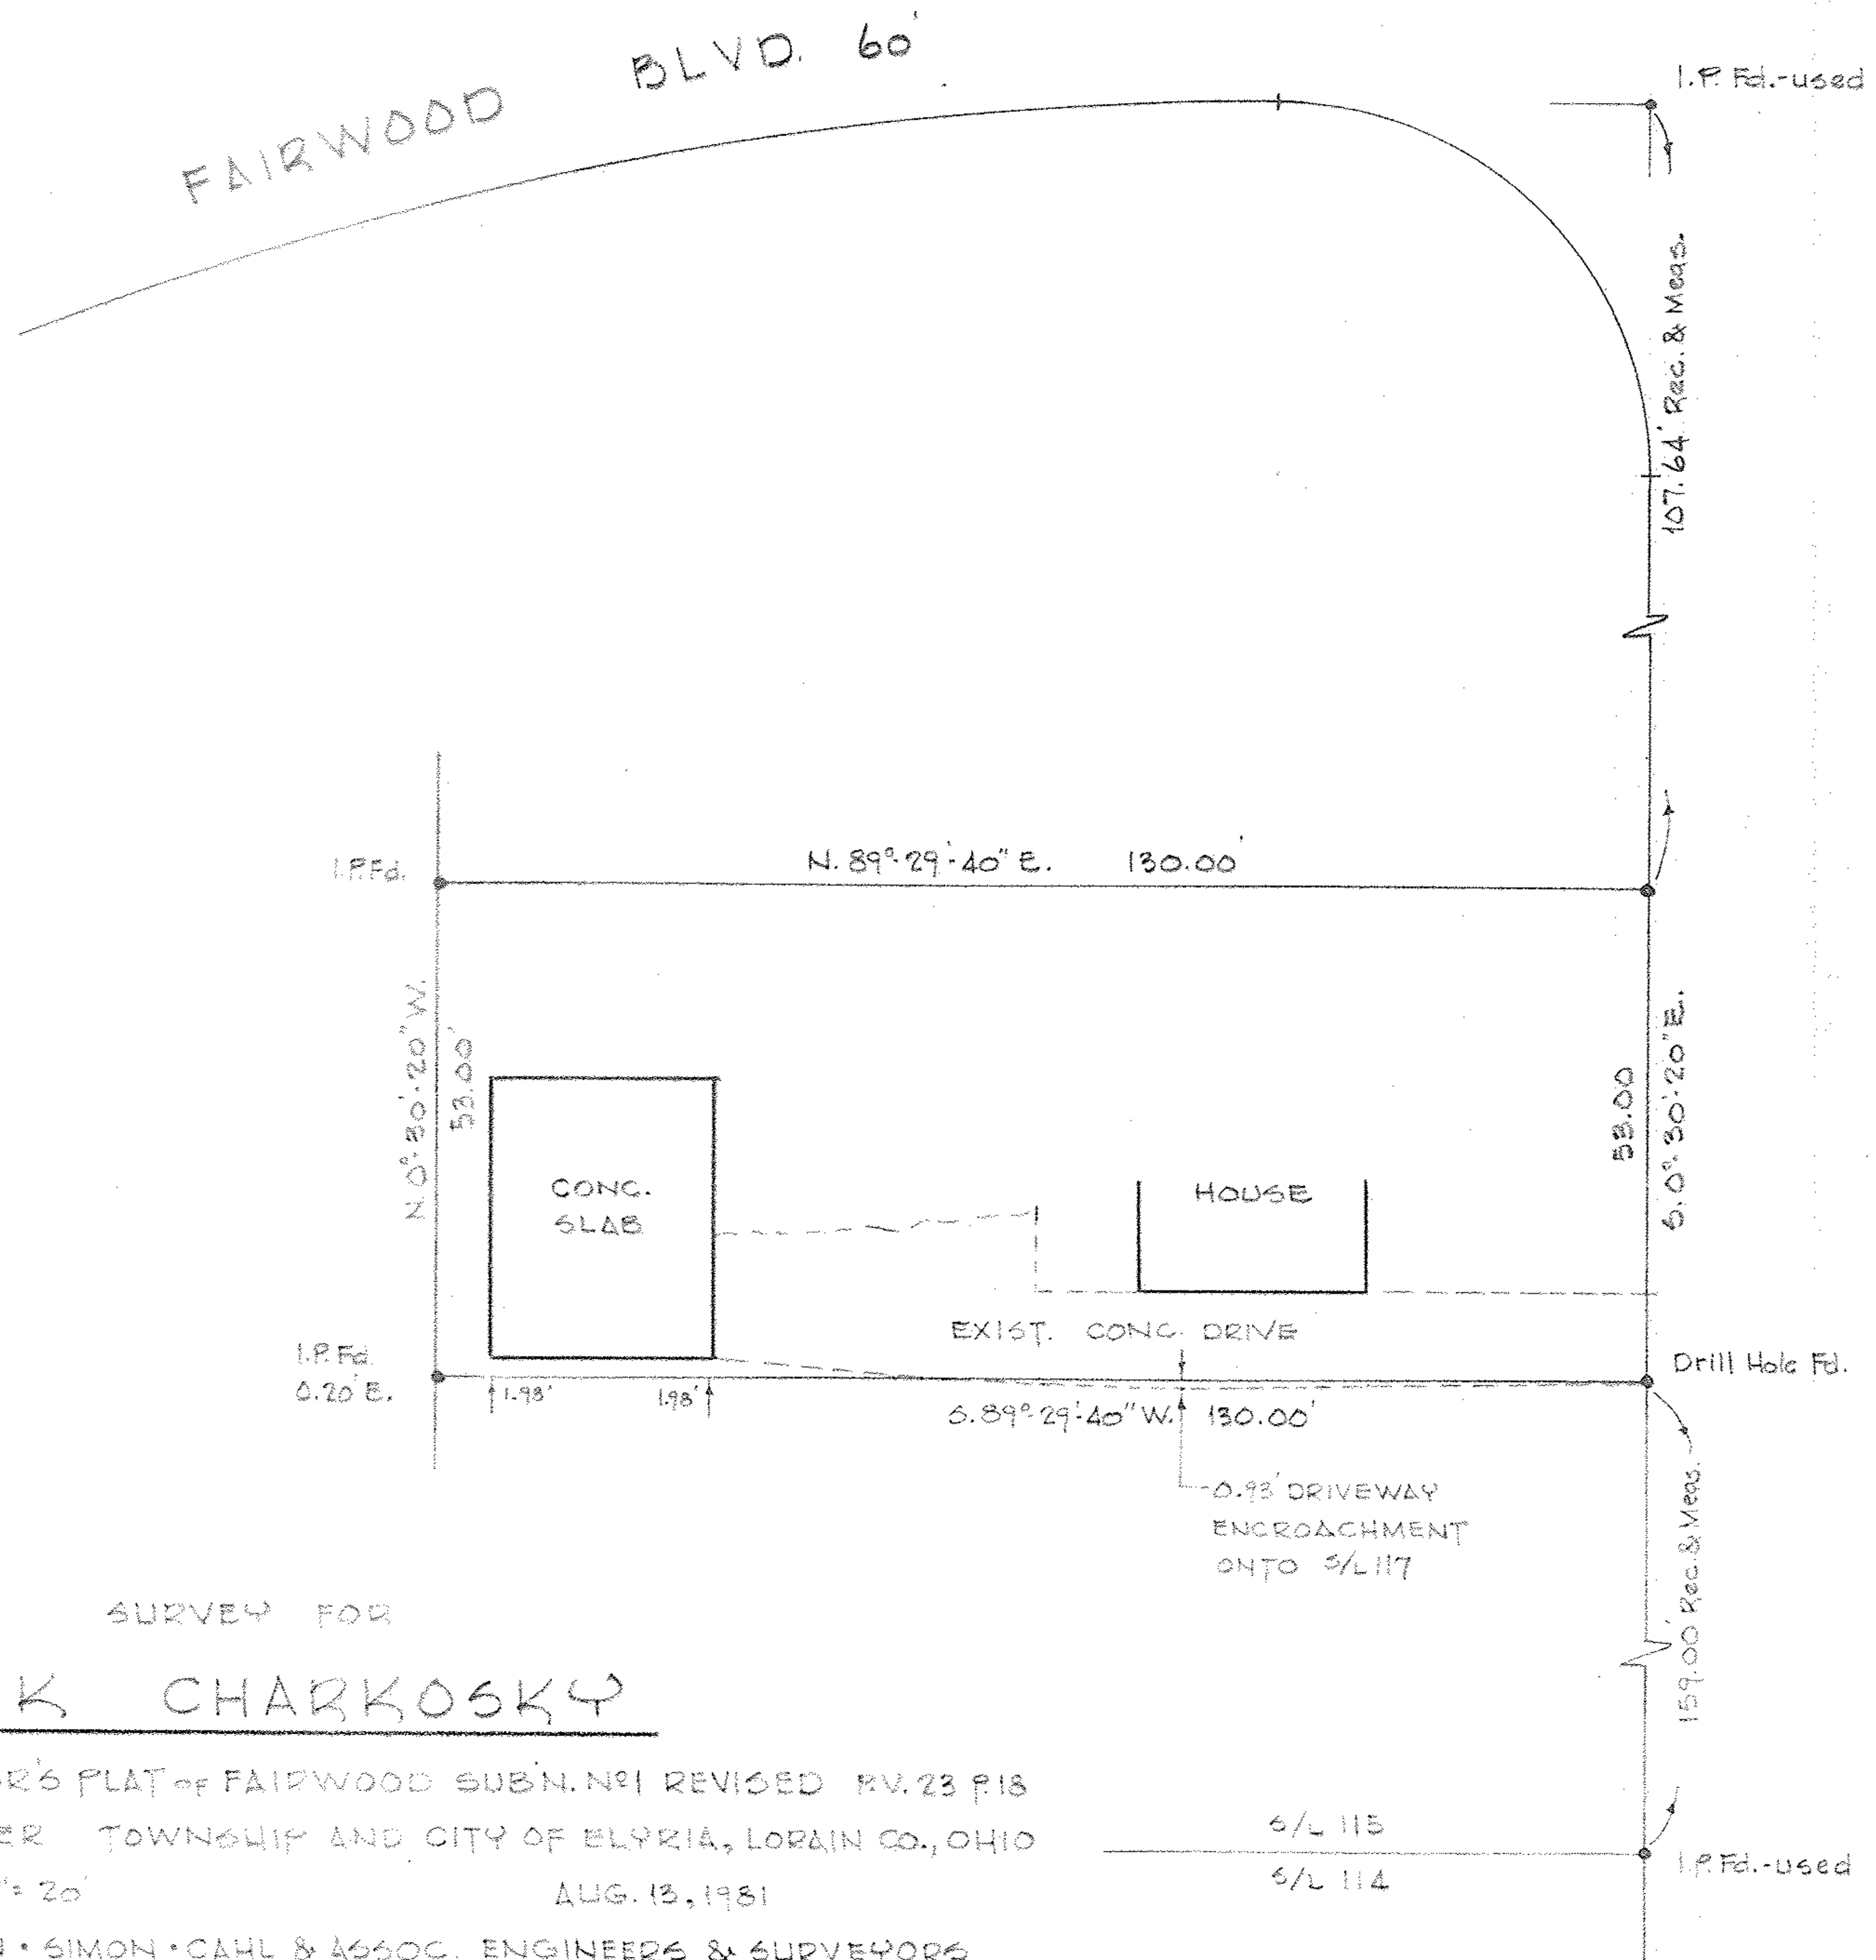 FAIRWOOD BLVD. 60'
I.P. Fd.-used
107.64' Rec. & Meas.
N. 89°-29'-40" E. 130.00'
I.P. Fd.
N. 0°-30'-20" W.
53.00'
53.00
S. 0°-30'-20" E.
CONC.
SLAB
HOUSE
EXIST. CONC. DRIVE
I.P. Fd.
0.20' E.
1.98'
1.98'
Drill Hole Fd.
S. 89°-29'-40" W. 130.00'
0.93' DRIVEWAY
ENCROACHMENT
ONTO S/L 117
159.00' Rec. & Meas.
SURVEY FOR
K CHARKOSKY
OR'S PLAT OF FAIRWOOD SUB'N. Nº1 REVISED P.V. 23 P. 18
ER TOWNSHIP AND CITY OF ELYRIA, LORAIN CO., OHIO
"= 20'
AUG. 13, 1981
N • SIMON • CAHL & ASSOC. ENGINEERS & SURVEYORS
S/L 115
S/L 114
I.P. Fd.-used